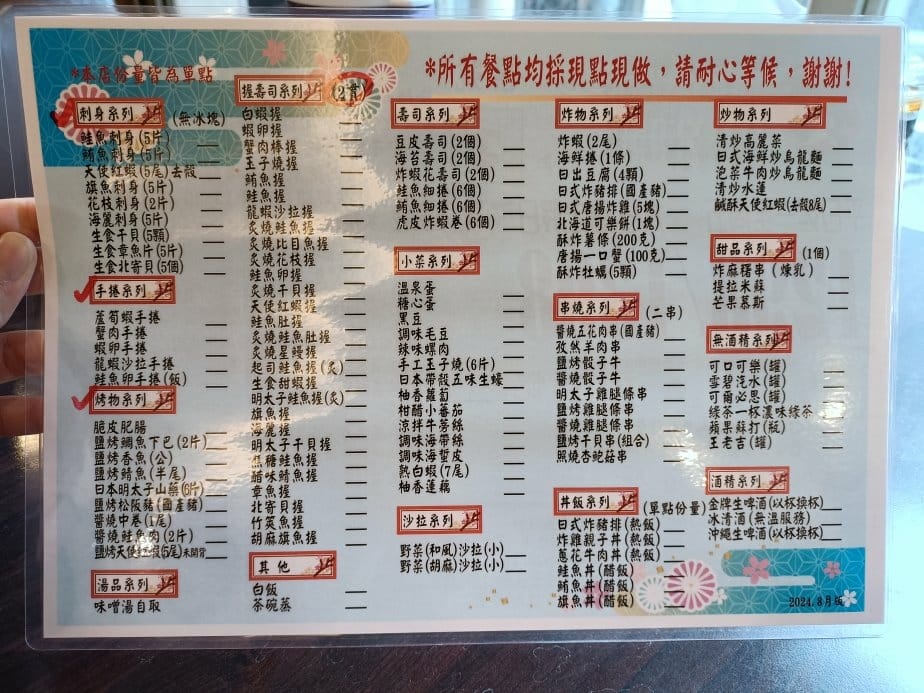 *本店份量皆為單點
*所有餐點均採現點現做，請耐心等候，謝謝!
刺身系列
(無冰塊)
鮭魚刺身(5片)
鮪魚刺身(5片)
天使紅蝦(5尾)去殼
旗魚刺身(5片)
花枝刺身(2片)
海麗刺身(5片)
生食干貝(5顆)
生食章魚片(5片)
生食北寄貝(5個)
手捲系列
蘆筍蝦手捲
蟹肉手捲
蝦卵手捲
龍蝦沙拉手捲
鮭魚卵手捲(飯)
烤物系列
脆皮肥腸
鹽烤鯛魚下巴(2片)
鹽烤香魚(公)
鹽烤鯖魚(半尾)
日本明太子山藥(6片)
鹽烤松阪豬(國產豬)
醬燒中卷(1尾)
醬燒鮭魚肉(2片)
鹽烤天使紅蝦(5尾)未開背
湯品系列
味噌湯自取
握壽司系列
(2貫)
白蝦握
蝦卵握
蟹肉棒握
玉子燒握
鮪魚握
鮭魚握
龍蝦沙拉握
炙燒鮭魚握
炙燒比目魚握
炙燒花枝握
鮭魚卵握
炙燒干貝握
天使紅蝦握
鮭魚肚握
炙燒鮭魚肚握
炙燒星鰻握
起司鮭魚握(炙)
生食甜蝦握
明太子鮭魚握(炙)
旗魚握
海麗握
明太子干貝握
焦糖鮭魚握
醋味鯖魚握
章魚握
北寄貝握
竹筴魚握
胡麻旗魚握
其他
白飯
茶碗蒸
壽司系列
豆皮壽司(2個)
海苔壽司(2個)
炸蝦花壽司(2個)
鮭魚細捲(6個)
鮪魚細捲(6個)
虎皮炸蝦卷(6個)
小菜系列
溫泉蛋
糖心蛋
黑豆
調味毛豆
辣味螺肉
手工玉子燒(6片)
日本帶殼五味生蠔
柚香蘿蔔
柑醋小番茄
涼拌牛蒡絲
調味海帶絲
調味海蜇皮
熟白蝦(7尾)
柚香蓮藕
沙拉系列
野菜(和風)沙拉(小)
野菜(胡麻)沙拉(小)
炸物系列
炸蝦(2尾)
海鮮捲(1條)
日出豆腐(4顆)
日式炸豬排(國產豬)
日式唐揚炸雞(5塊)
北海道可樂餅(1塊)
酥炸薯條(200克)
唐揚一口蟹(100克)
酥炸牡蠣(5顆)
串燒系列
(二串)
醬燒五花肉串(國產豬)
孜然羊肉串
鹽烤骰子牛
醬燒骰子牛
明太子雞腿條串
鹽烤雞腿條串
醬燒雞腿條串
鹽烤干貝串(組合)
照燒杏鮑菇串
丼飯系列
(單點份量)
日式炸豬排丼(熱飯)
炸雞親子丼(熱飯)
蔥花牛肉丼(熱飯)
鮭魚丼(醋飯)
鮪魚丼(醋飯)
旗魚丼(醋飯)
炒物系列
清炒高麗菜
日式海鮮炒烏龍麵
泡菜牛肉炒烏龍麵
清炒水蓮
鹹酥天使紅蝦(去殼8尾)
甜品系列
(1個)
炸麻糬串(煉乳)
提拉米蘇
芒果慕斯
無酒精系列
可口可樂(罐)
雪碧汽水(罐)
可爾必思(罐)
綠茶一杯濃味綠茶
蘋果蘇打(瓶)
王老吉(罐)
酒精系列
金牌生啤酒(以杯換杯)
冰清酒(無溫服務)
沖繩生啤酒(以杯換杯)
2024.8月版